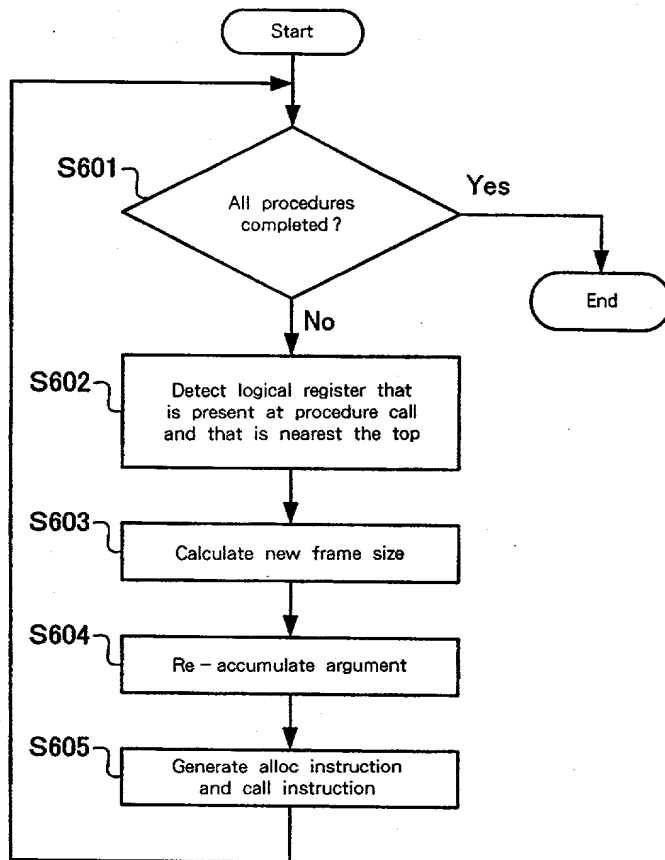 Start
S601
All procedures
completed?
Yes
End
No
S602
Detect logical register that
is present at procedure call
and that is nearest the top
S603
Calculate new frame size
S604
Re-accumulate argument
S605
Generate alloc instruction
and call instruction